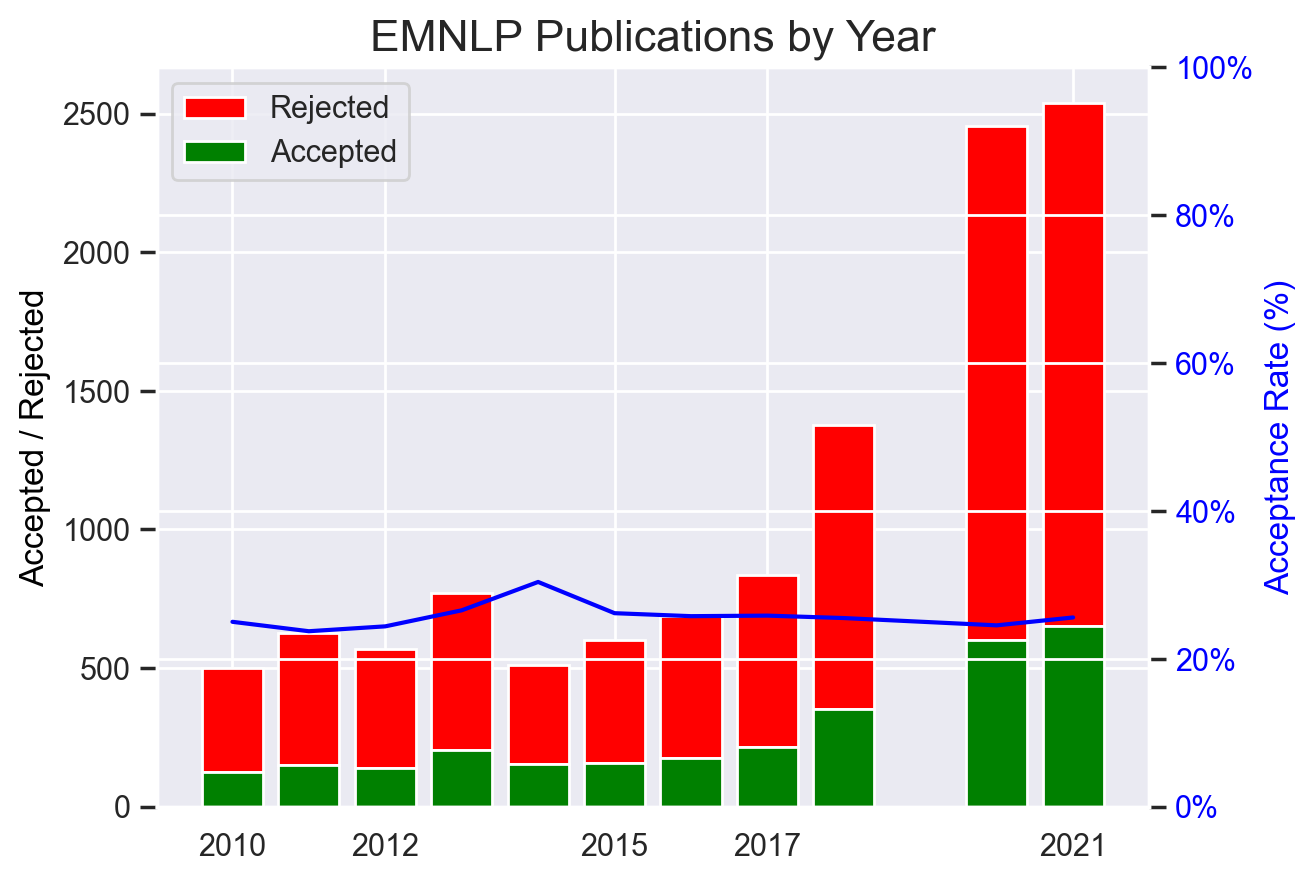 EMNLP Publications by Year
Rejected
Accepted
Accepted / Rejected
2500
2000
1500
1000
500
0
100%
80%
60%
40%
20%
0%
Acceptance Rate (%)
2010 2012 2015 2017 2021